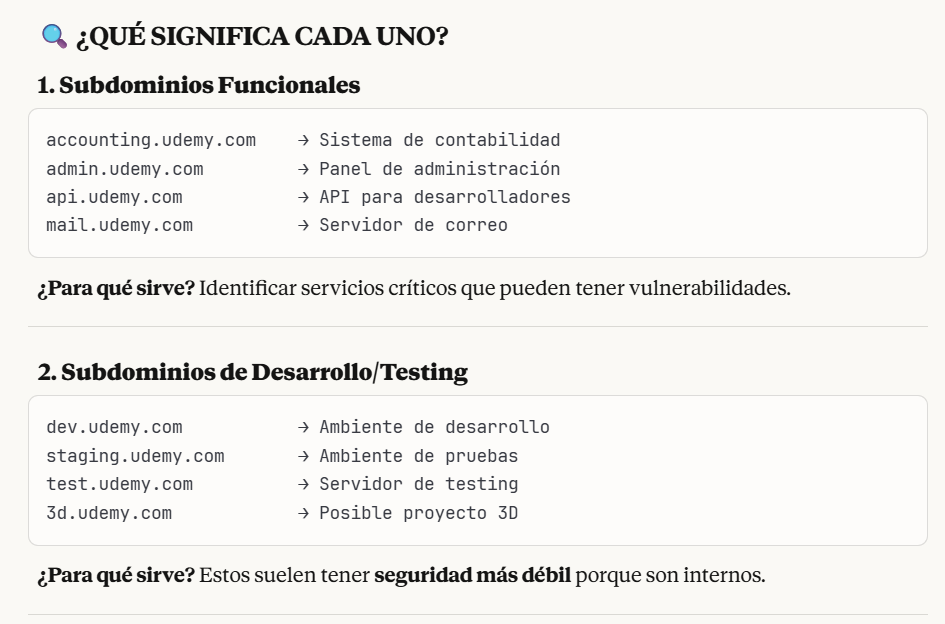 🔍 ¿QUÉ SIGNIFICA CADA UNO?
1. Subdominios Funcionales
accounting.udemy.com → Sistema de contabilidad
admin.udemy.com → Panel de administración
api.udemy.com → API para desarrolladores
mail.udemy.com → Servidor de correo
¿Para qué sirve? Identificar servicios críticos que pueden tener vulnerabilidades.
2. Subdominios de Desarrollo/Testing
dev.udemy.com → Ambiente de desarrollo
staging.udemy.com → Ambiente de pruebas
test.udemy.com → Servidor de testing
3d.udemy.com → Posible proyecto 3D
¿Para qué sirve? Estos suelen tener seguridad más débil porque son internos.